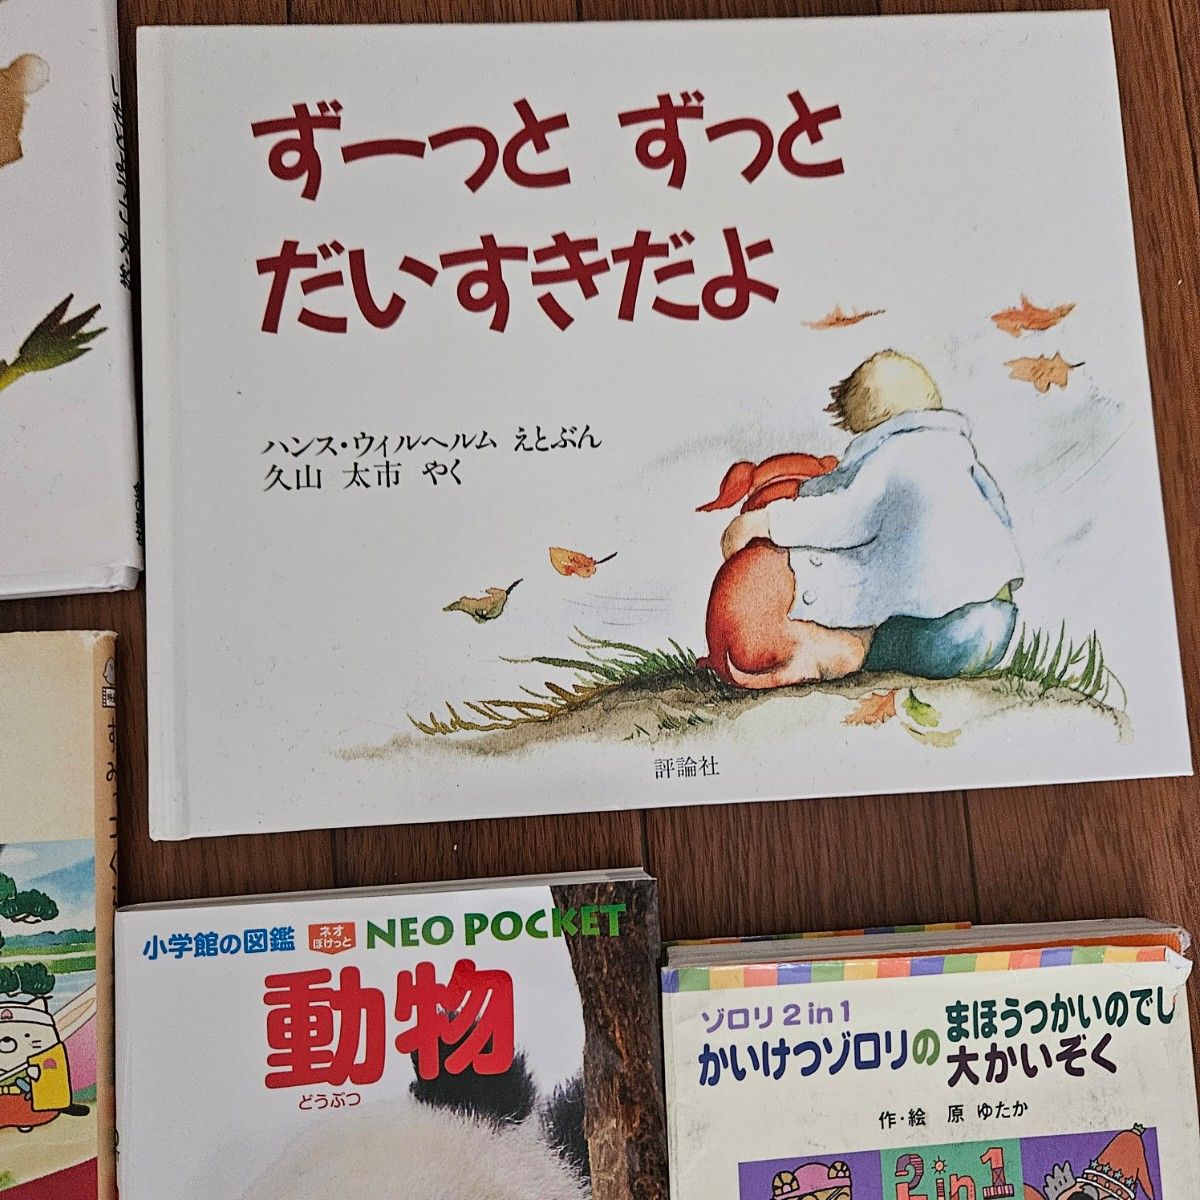 ずーっと ずっと
だいすきだよ
ハンス・ウィルヘルム えとぶん
久山 太市 やく
評論社
小学館の図鑑 ネオぽけっと NEO POCKET
動物
どうぶつ
ゾロリ2in1
かいけつゾロリの まほうつかいのでし
大かいぞく
作・絵 原 ゆたか
2in1